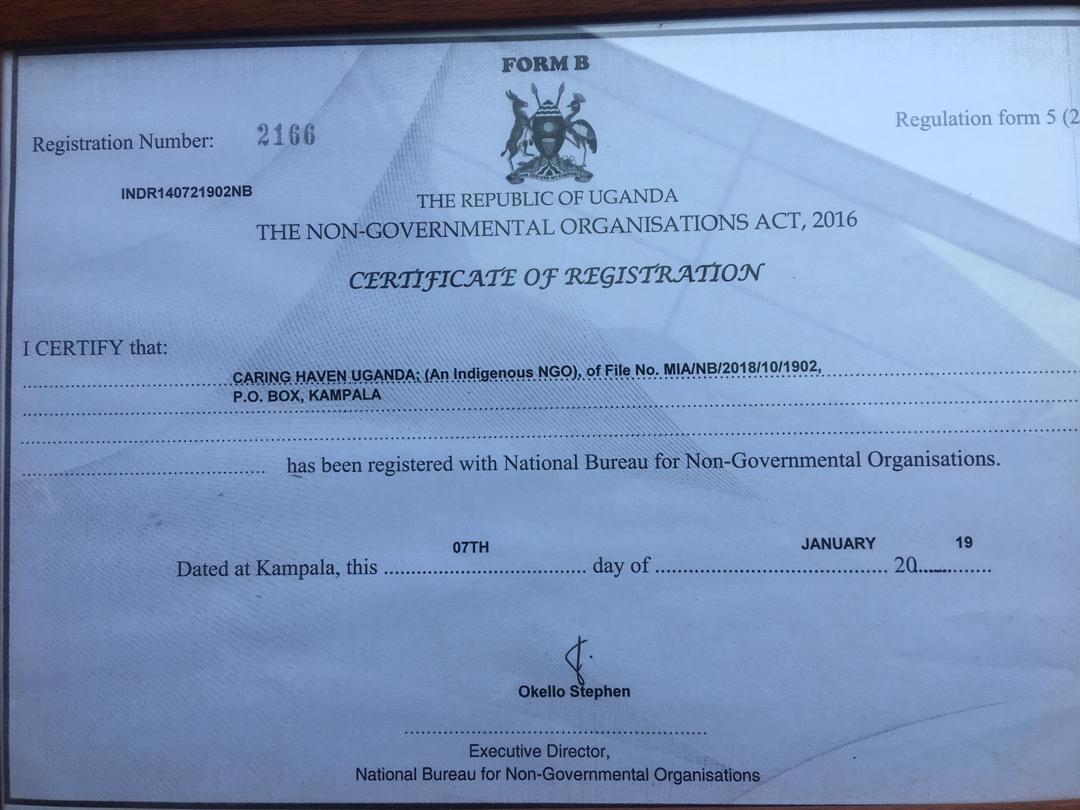 FORM B
Registration Number: 2166
Regulation form 5 (2
INDR140721902NB
THE REPUBLIC OF UGANDA
THE NON-GOVERNMENTAL ORGANISATIONS ACT, 2016
CERTIFICATE OF REGISTRATION
I CERTIFY that:
CARING HAVEN UGANDA; (An Indigenous NGO), of File No. MIA/NB/2018/10/1902,
P.O. BOX, KAMPALA
has been registered with National Bureau for Non-Governmental Organisations.
Dated at Kampala, this 07TH day of JANUARY 2019
Okello Stephen
Executive Director,
National Bureau for Non-Governmental Organisations